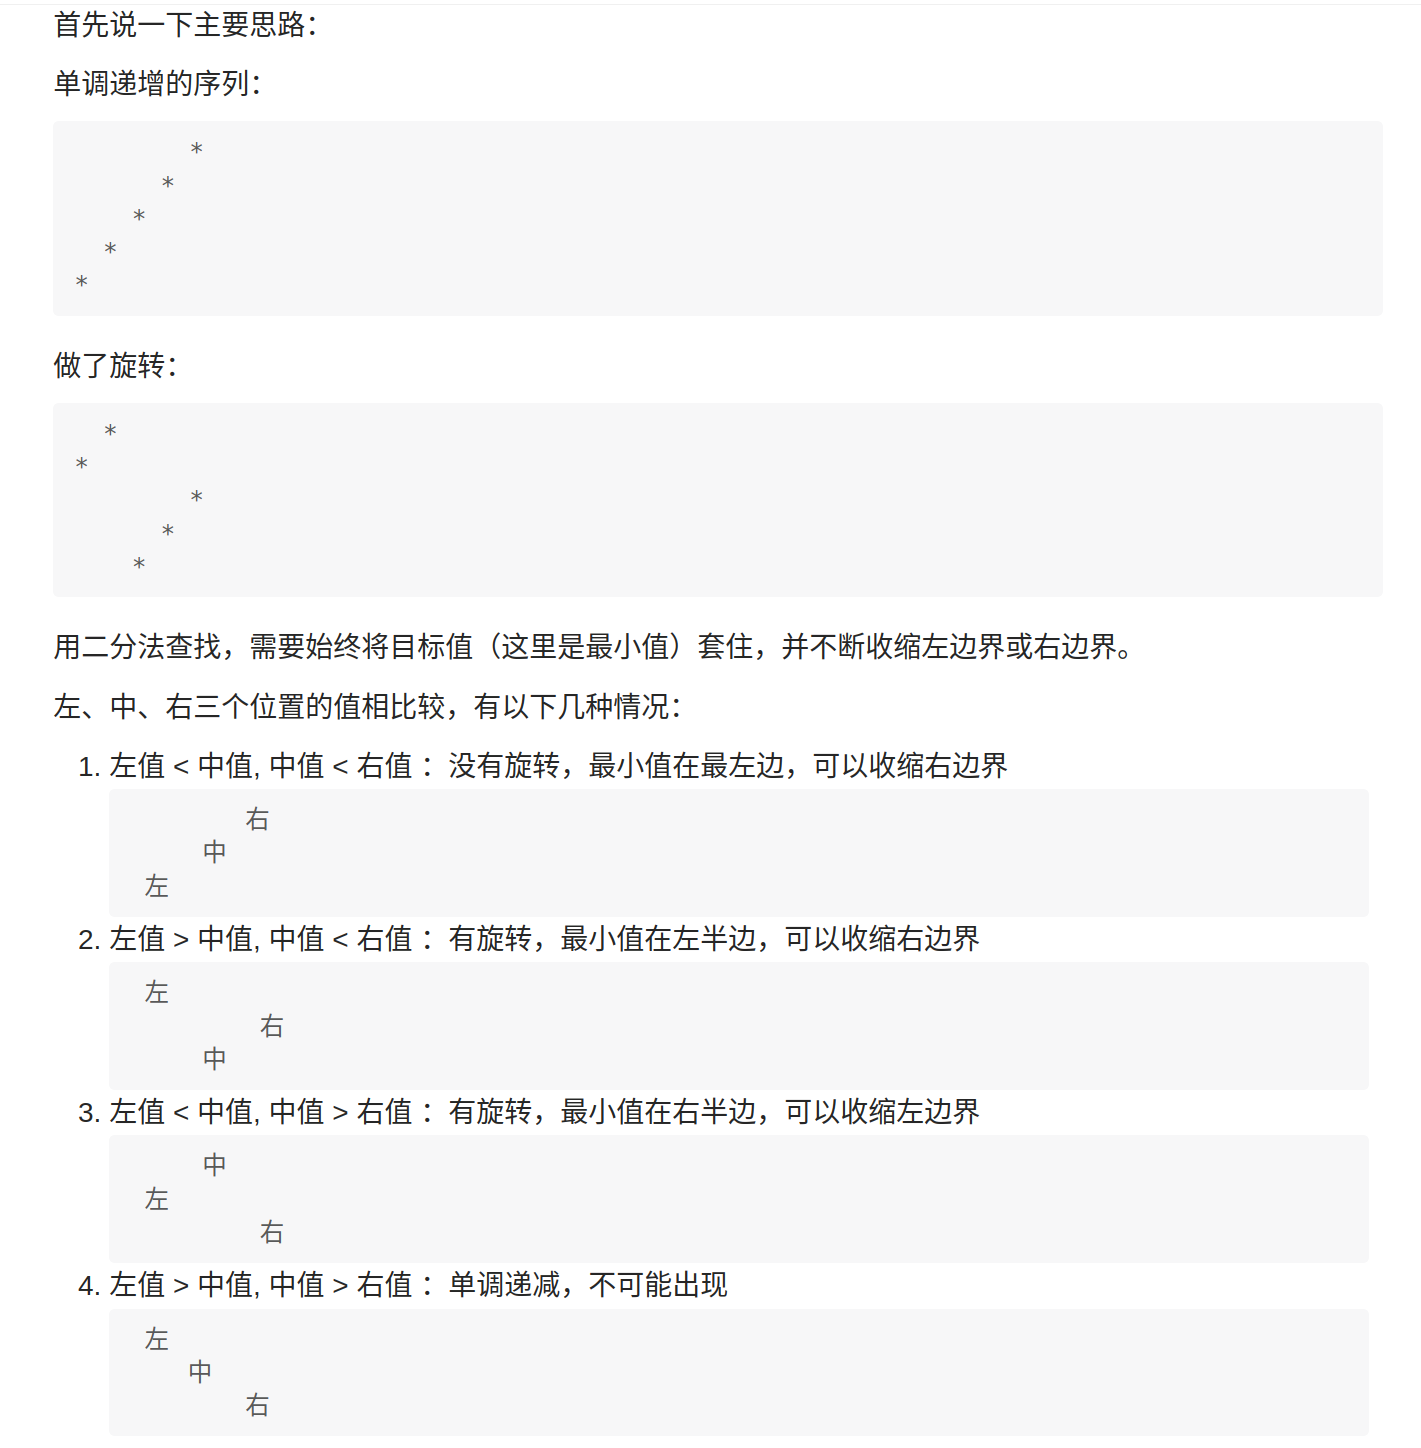 首先说一下主要思路：
单调递增的序列：
*
*
*
*
*
做了旋转：
*
*
*
*
*
用二分法查找，需要始终将目标值（这里是最小值）套住，并不断收缩左边界或右边界。
左、中、右三个位置的值相比较，有以下几种情况：
1. 左值 < 中值, 中值 < 右值 ：没有旋转，最小值在最左边，可以收缩右边界
右
中
左
2. 左值 > 中值, 中值 < 右值 ：有旋转，最小值在左半边，可以收缩右边界
左
右
中
3. 左值 < 中值, 中值 > 右值 ：有旋转，最小值在右半边，可以收缩左边界
中
左
右
4. 左值 > 中值, 中值 > 右值 ：单调递减，不可能出现
左
中
右